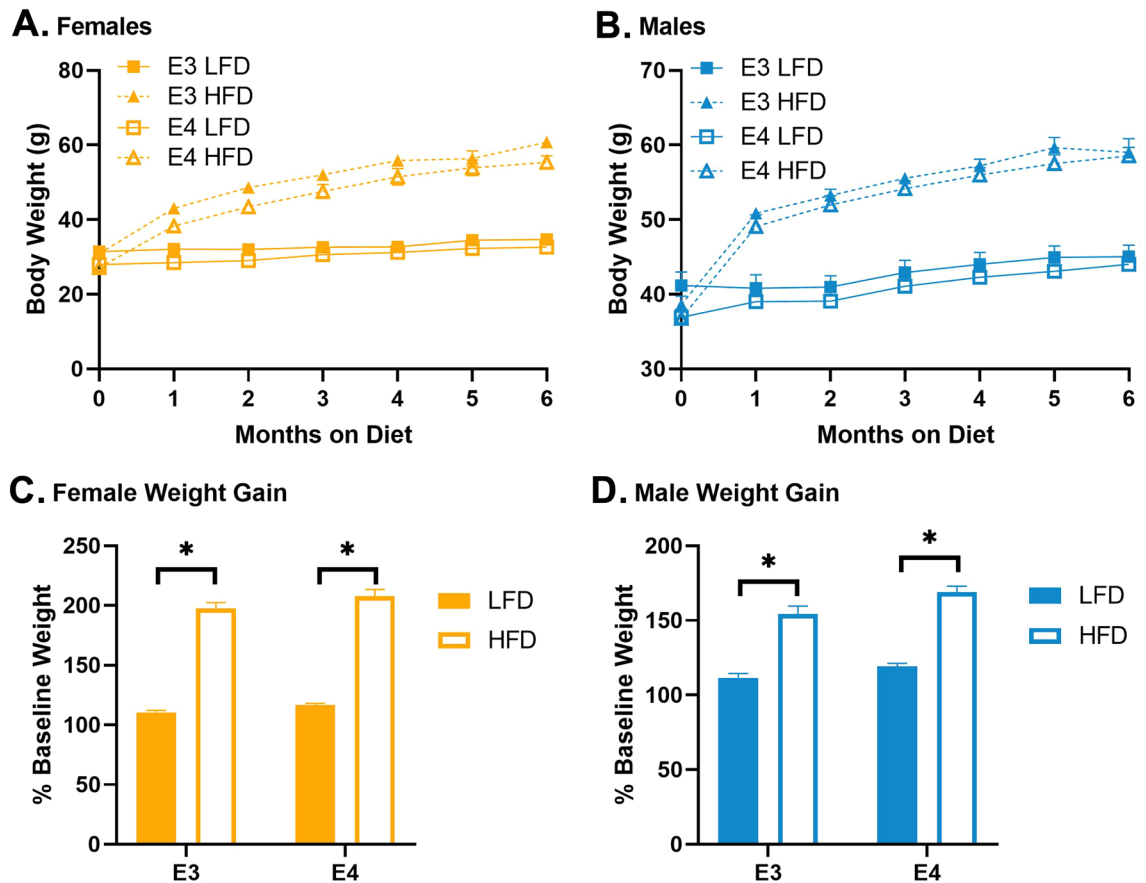 A. Females
E3 LFD
E3 HFD
E4 LFD
E4 HFD
80
60
40
20
0
Body Weight (g)
0 1 2 3 4 5 6
Months on Diet
B. Males
E3 LFD
E3 HFD
E4 LFD
E4 HFD
70
60
50
40
30
Body Weight (g)
0 1 2 3 4 5 6
Months on Diet
C. Female Weight Gain
250
200
150
100
50
0
% Baseline Weight
* *
LFD
HFD
E3 E4
D. Male Weight Gain
200
150
100
50
0
% Baseline Weight
* *
LFD
HFD
E3 E4